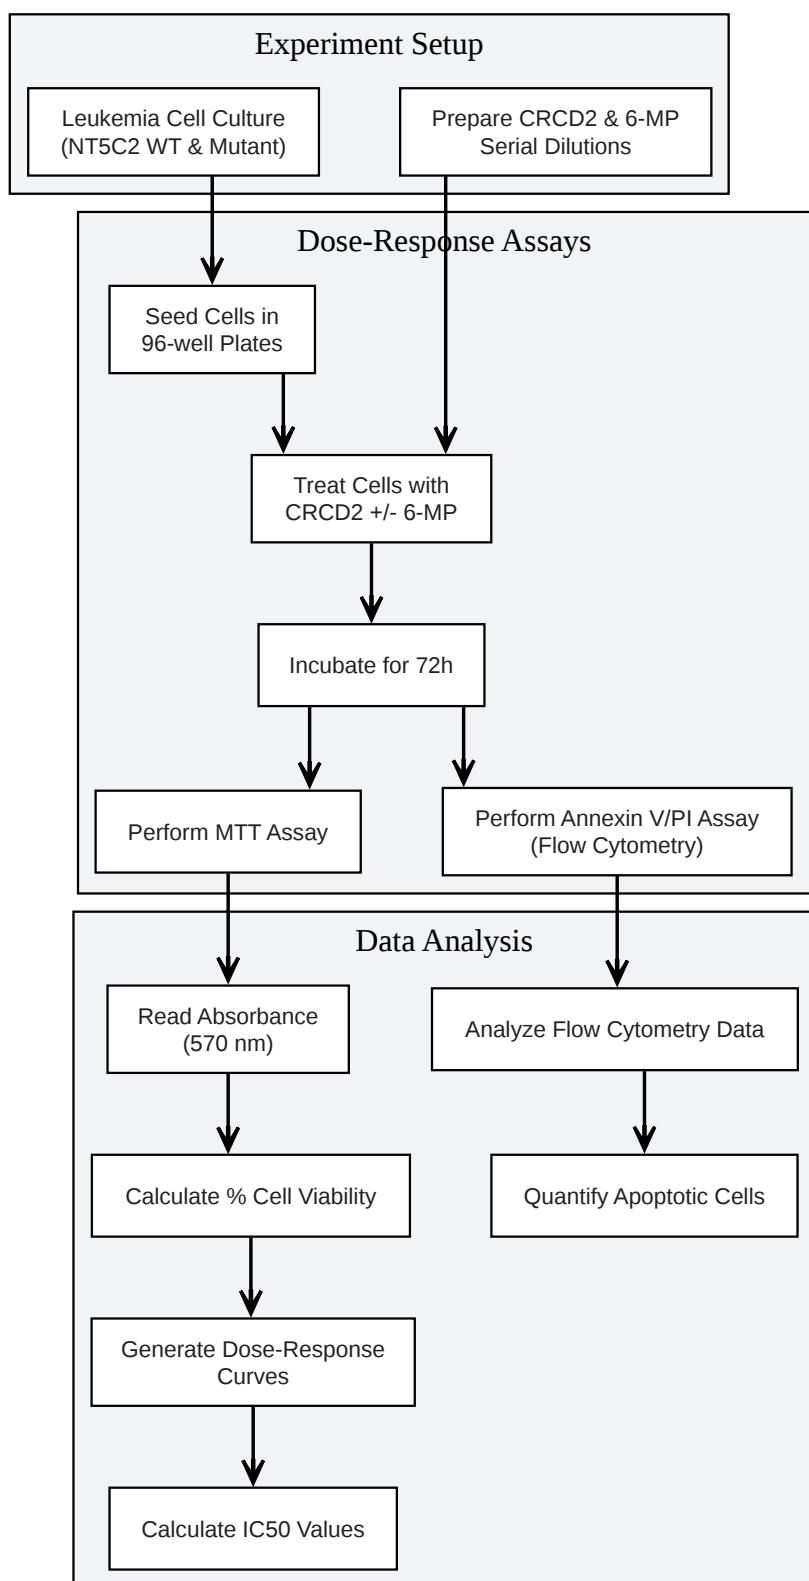 Experiment Setup
Leukemia Cell Culture
(NT5C2 WT & Mutant)
Prepare CRCD2 & 6-MP
Serial Dilutions
Dose-Response Assays
Seed Cells in
96-well Plates
Treat Cells with
CRCD2 +/- 6-MP
Incubate for 72h
Perform MTT Assay
Perform Annexin V/PI Assay
(Flow Cytometry)
Data Analysis
Read Absorbance
(570 nm)
Analyze Flow Cytometry Data
Calculate % Cell Viability
Quantify Apoptotic Cells
Generate Dose-Response
Curves
Calculate IC50 Values